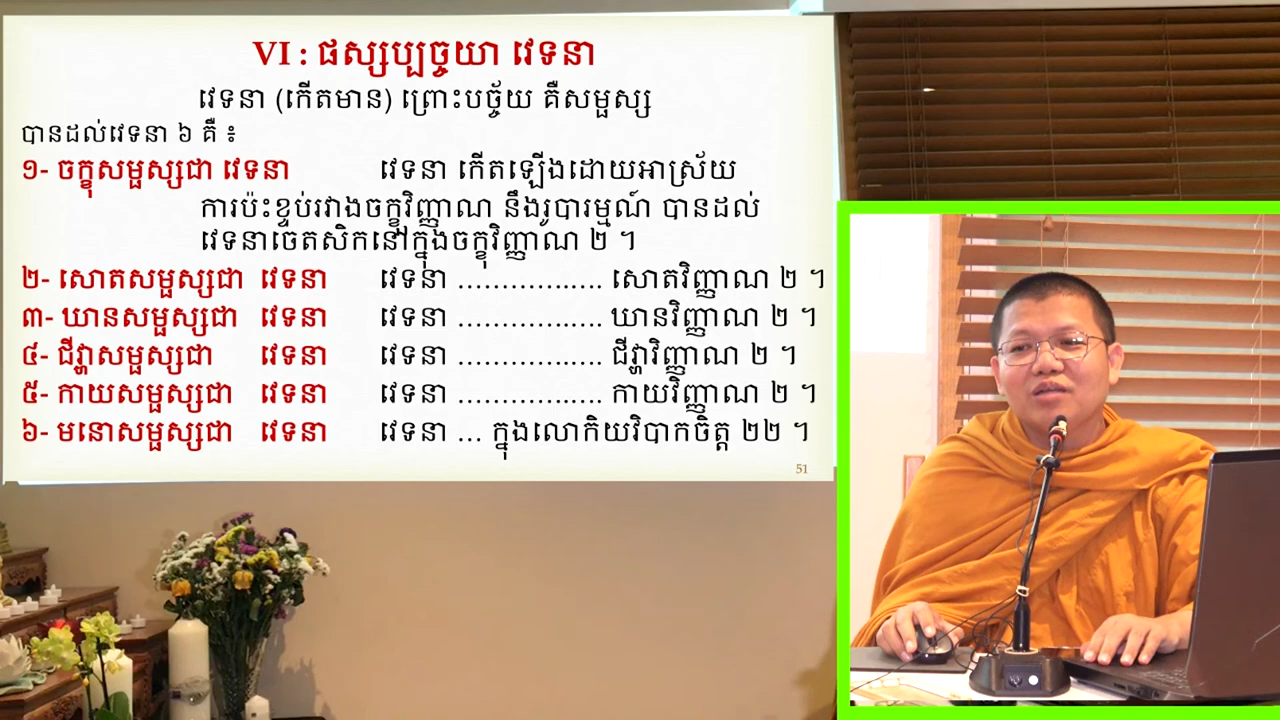 VI : ផស្សប្បច្ចយា វេទនា
វេទនា (កើតមាន) ព្រោះបច្ច័យ គឺសម្ផស្ស
បានដល់វេទនា ៦ គឺ ៖
១- ចក្ខុសម្ផស្សជា វេទនា វេទនា កើតឡើងដោយអាស្រ័យ
ការប៉ះខ្ទប់រវាងចក្ខុវិញ្ញាណ នឹងរូបារម្មណ៍ បានដល់
វេទនាចេតសិកនៅក្នុងចក្ខុវិញ្ញាណ ២ ។
២- សោតសម្ផស្សជា វេទនា វេទនា ................. សោតវិញ្ញាណ ២ ។
៣- ឃានសម្ផស្សជា វេទនា វេទនា ................. ឃានវិញ្ញាណ ២ ។
៤- ជីវ្ហាសម្ផស្សជា វេទនា វេទនា ................. ជីវ្ហាវិញ្ញាណ ២ ។
៥- កាយសម្ផស្សជា វេទនា វេទនា ................. កាយវិញ្ញាណ ២ ។
៦- មនោសម្ផស្សជា វេទនា វេទនា ... ក្នុងលោកិយវិបាកចិត្ត ២២ ។
51